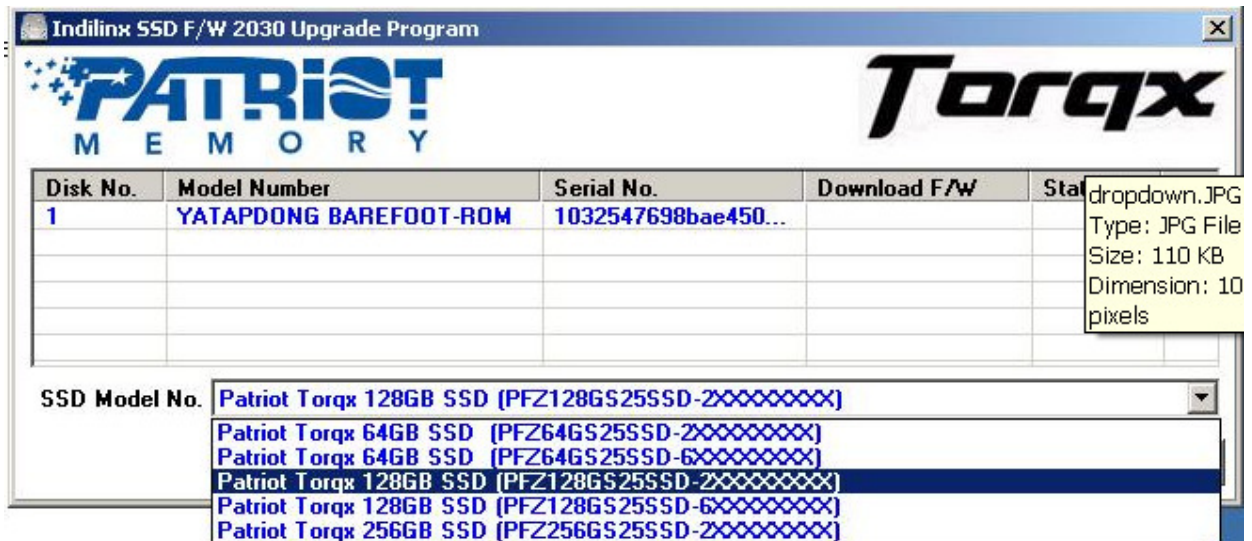 Indilinx SSD F/W 2030 Upgrade Program
PATRIOT
MEMORY
Torqx
Disk No. Model Number Serial No. Download F/W Stat
1 YATAPDONG BAREFOOT-ROM 1032547698bae450...
dropdown.JPG
Type: JPG File
Size: 110 KB
Dimension: 10
pixels
SSD Model No. Patriot Torqx 128GB SSD (PFZ128GS25SSD-2XXXXXXXX)
Patriot Torqx 64GB SSD (PFZ64GS25SSD-2XXXXXXXX)
Patriot Torqx 64GB SSD (PFZ64GS25SSD-6XXXXXXXX)
Patriot Torqx 128GB SSD (PFZ128GS25SSD-2XXXXXXXX)
Patriot Torqx 128GB SSD (PFZ128GS25SSD-6XXXXXXXX)
Patriot Torqx 256GB SSD (PFZ256GS25SSD-2XXXXXXXX)